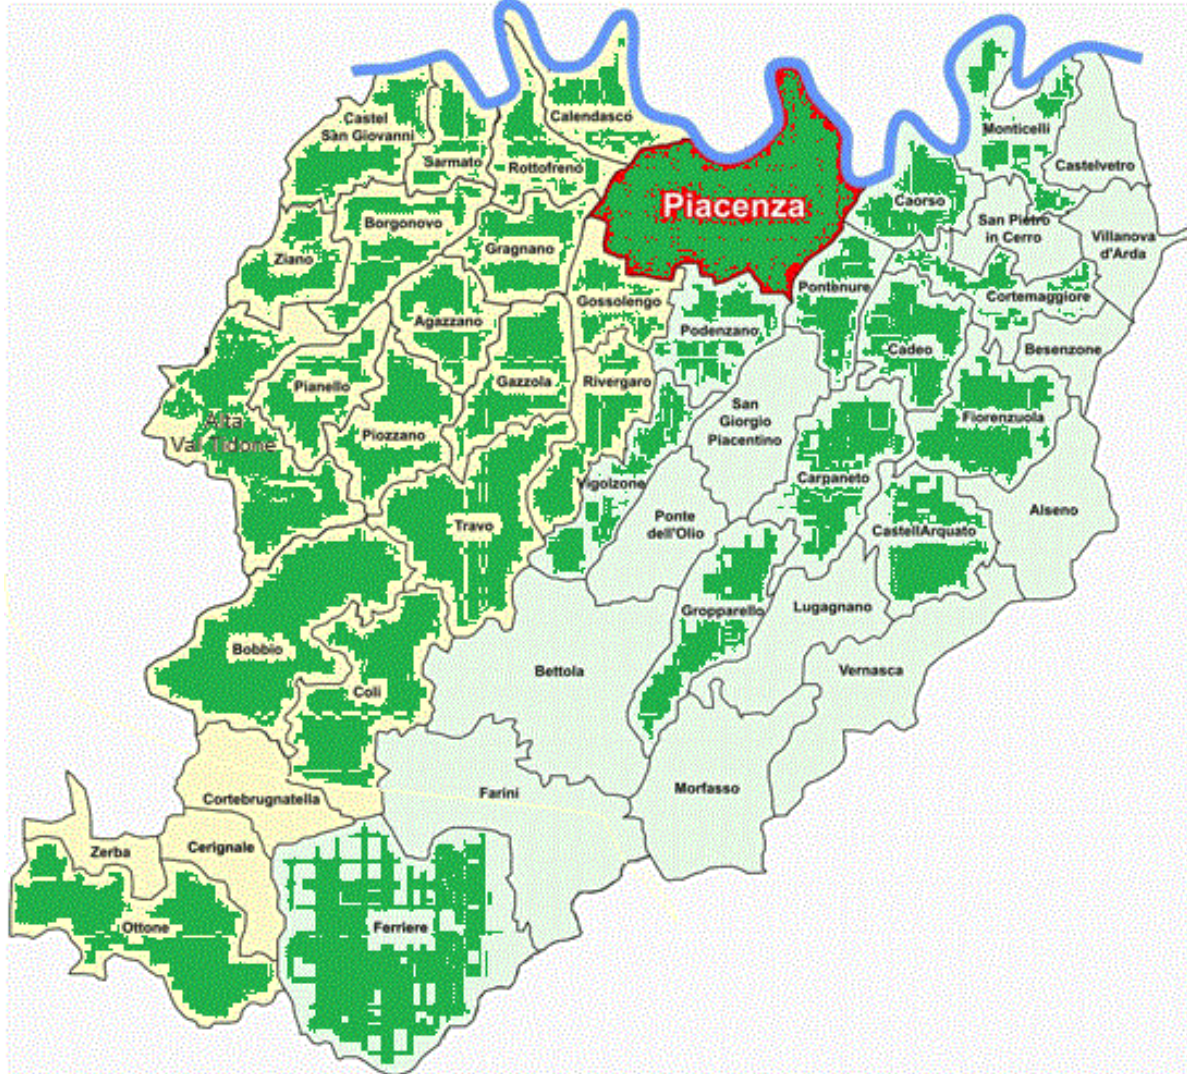 Castel
San Giovanni
Sarmato
Rottofreno
Calendasco
Piacenza
Monticelli
Castelvetro
Caorso
San Pietro
in Cerro
Villanova
d'Arda
Ziano
Borgonovo
Gragnano
Gossolengo
Pontenure
Cortemaggiore
Agazzano
Podenzano
Cadeo
Besenzone
Pianello
Gazzola
Rivergaro
San
Giorgio
Piacentino
Fiorenzuola
Alta
Val Tidone
Piozzano
Vigolzone
Carpaneto
Travo
Ponte
dell'Olio
CastellArquato
Alseno
Gropparello
Lugagnano
Bobbio
Coli
Bettola
Vernasca
Cortebrugnatella
Farini
Morfasso
Zerba
Cerignale
Ottone
Ferriere